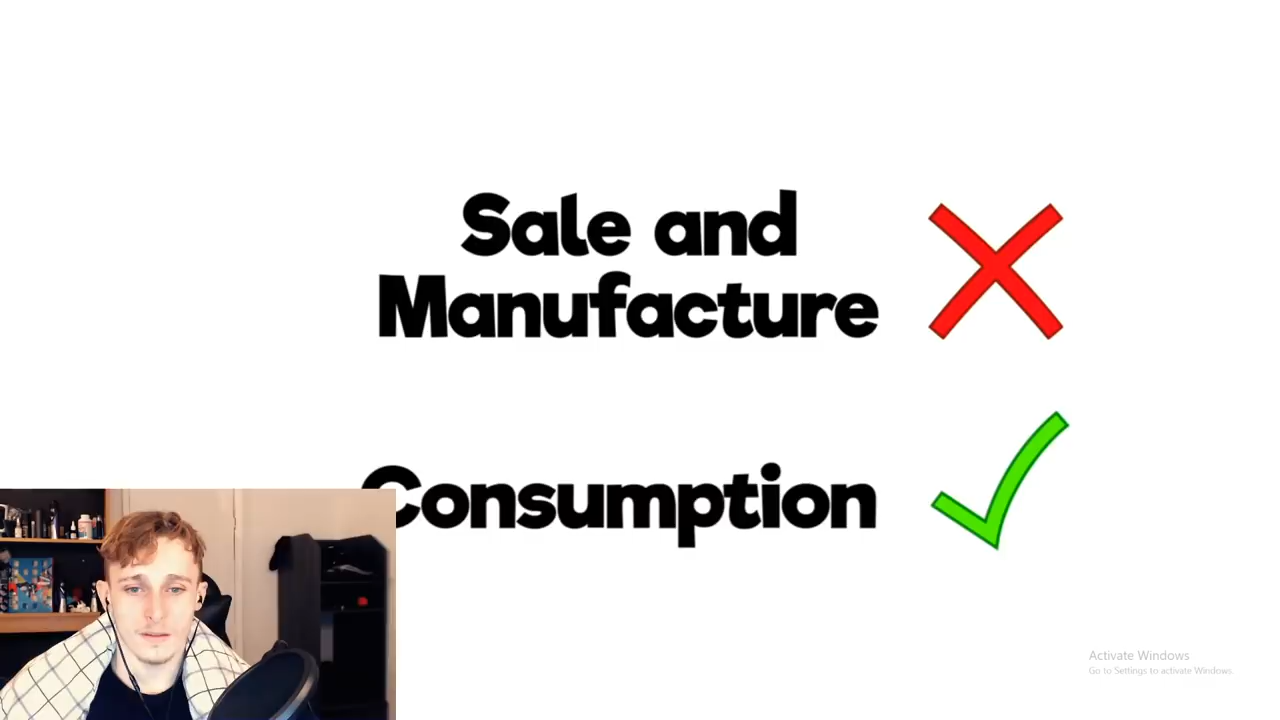 Sale and
Manufacture
Consumption
Activate Windows
Go to Settings to activate Windows.